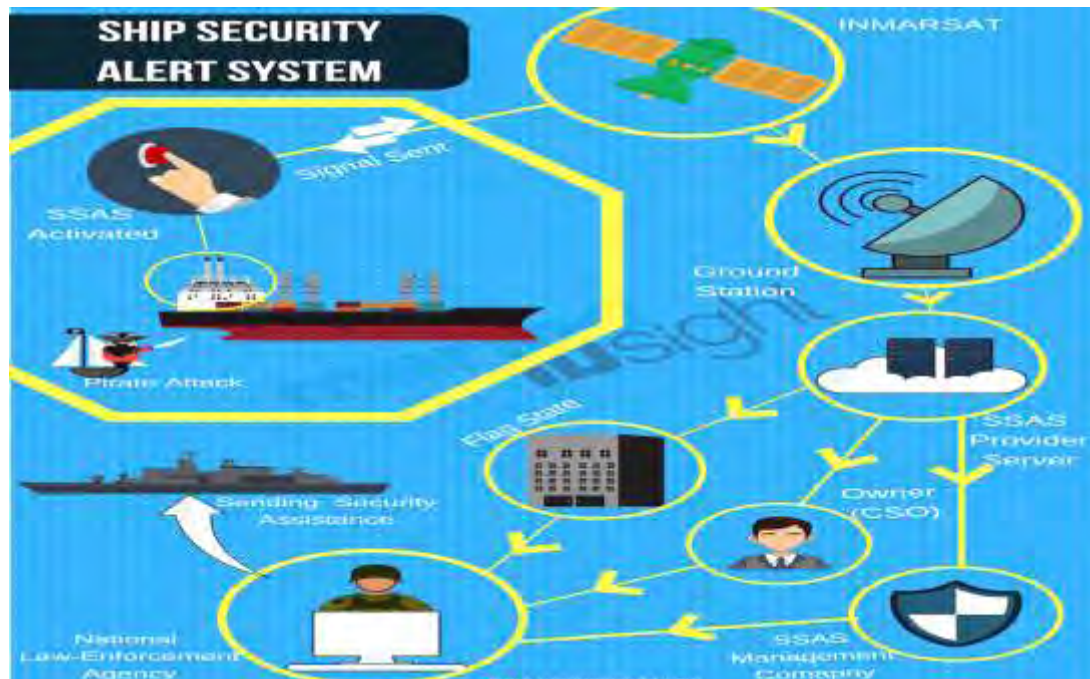 SHIP SECURITY
ALERT SYSTEM
INMARSAT
Signal Sent
SSAS
Activated
Ground
Station
Pirate Attack
Flag State
SSAS
Provider
Server
Owner
(CSO)
Sending Security
Assistance
National
Law-Enforcement
Agency
SSAS
Management
Comapny